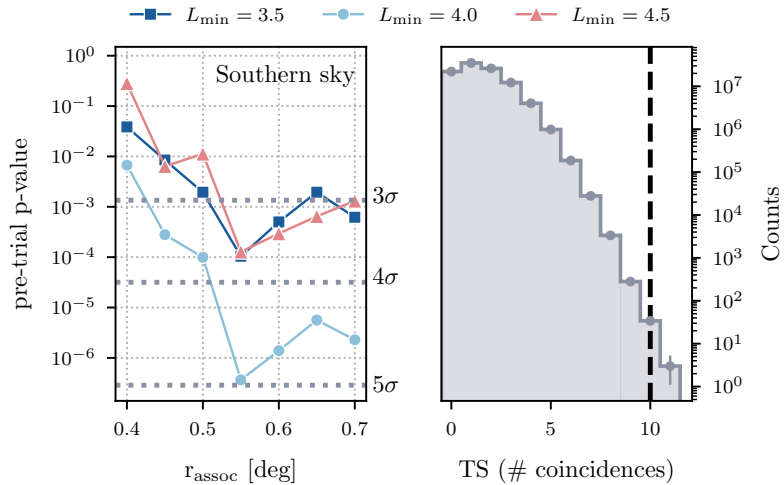 L_min = 3.5 L_min = 4.0 L_min = 4.5
Southern sky
pre-trial p-value
10^0
10^−1
10^−2
10^−3
10^−4
10^−5
10^−6
3σ
4σ
5σ
0.4 0.5 0.6 0.7
r_assoc [deg]
10^7
10^6
10^5
10^4
10^3
10^2
10^1
10^0
Counts
0 5 10
TS (# coincidences)